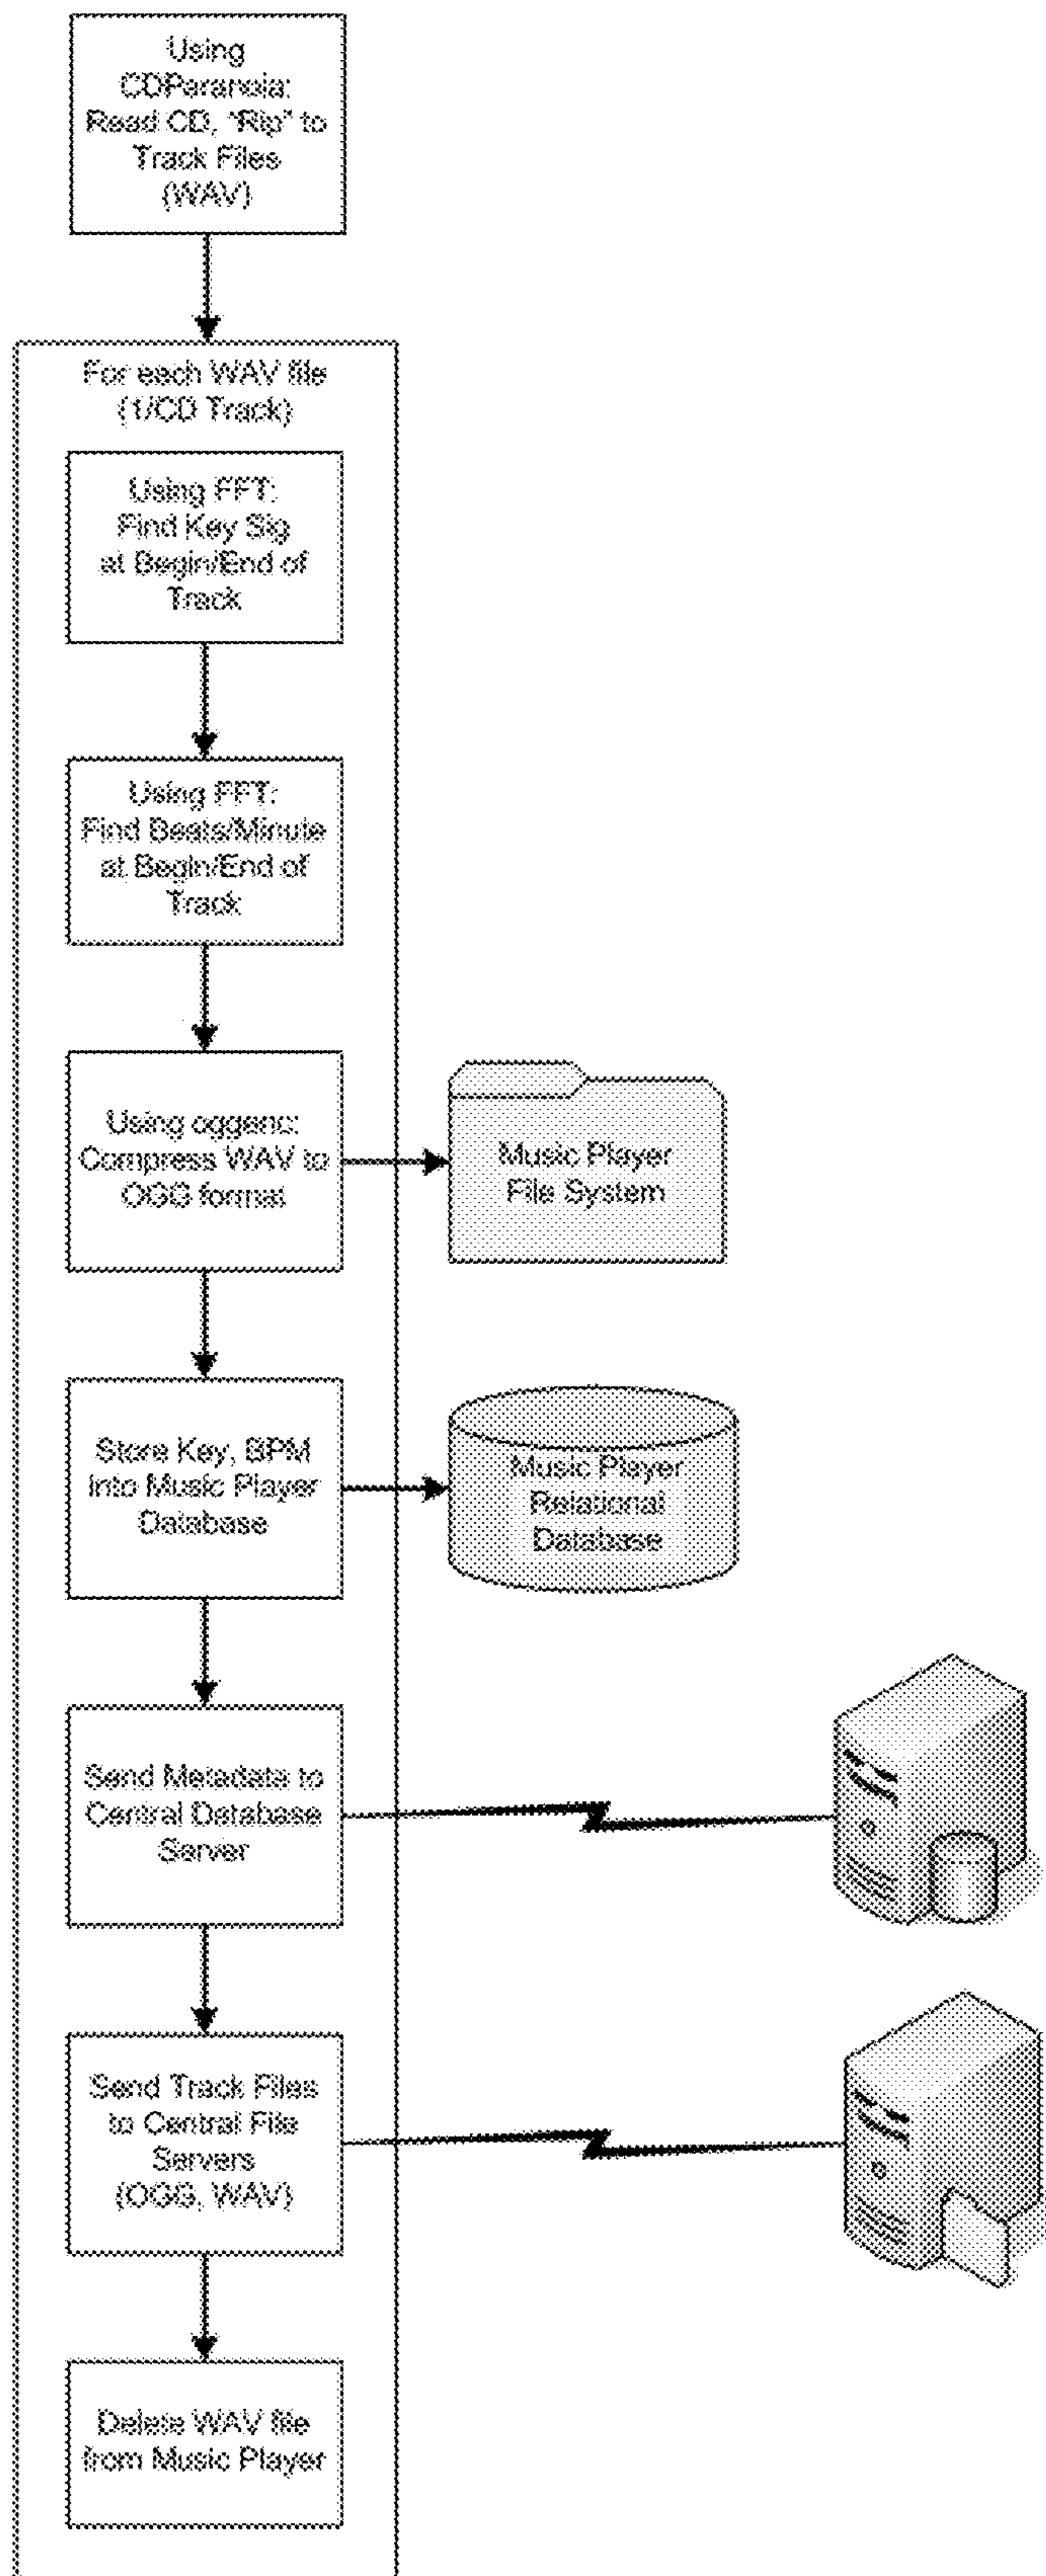 Using
CDParanoia:
Read CD, "Rip" to
Track Files
(WAV)
For each WAV file
(1/CD Track)
Using FFT:
Find Key Sig
at Begin/End of
Track
Using FFT:
Find Beats/Minute
at Begin/End of
Track
Using oggenc:
Compress WAV to
OGG format
Music Player
File System
Store Key, BPM
into Music Player
Database
Music Player
Relational
Database
Send Metadata to
Central Database
Server
Send Track Files
to Central File
Servers
(OGG, WAV)
Delete WAV file
from Music Player